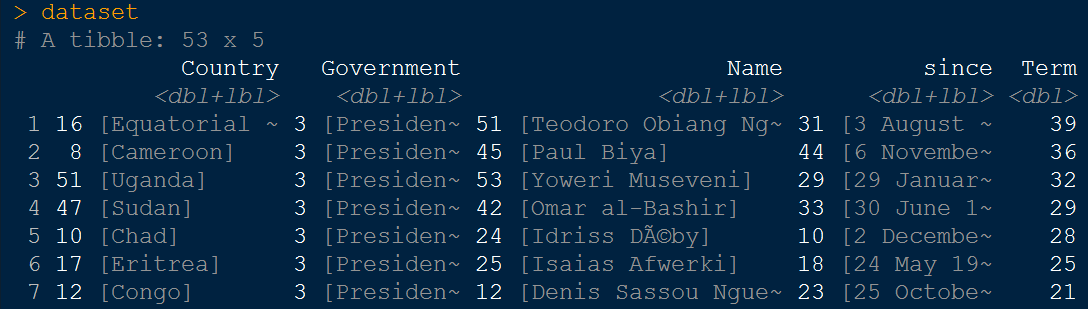 > dataset
# A tibble: 53 x 5
Country Government Name since Term
<dbl+lbl> <dbl+lbl> <dbl+lbl> <dbl+lbl> <dbl>
1 16 [Equatorial ~ 3 [Presiden~ 51 [Teodoro Obiang Ng~ 31 [3 August ~ 39
2 8 [Cameroon] 3 [Presiden~ 45 [Paul Biya] 44 [6 Novembe~ 36
3 51 [Uganda] 3 [Presiden~ 53 [Yoweri Museveni] 29 [29 Januar~ 32
4 47 [Sudan] 3 [Presiden~ 42 [Omar al-Bashir] 33 [30 June 1~ 29
5 10 [Chad] 3 [Presiden~ 24 [Idriss DÃ©by] 10 [2 Decembe~ 28
6 17 [Eritrea] 3 [Presiden~ 25 [Isaias Afwerki] 18 [24 May 19~ 25
7 12 [Congo] 3 [Presiden~ 12 [Denis Sassou Ngue~ 23 [25 Octobe~ 21